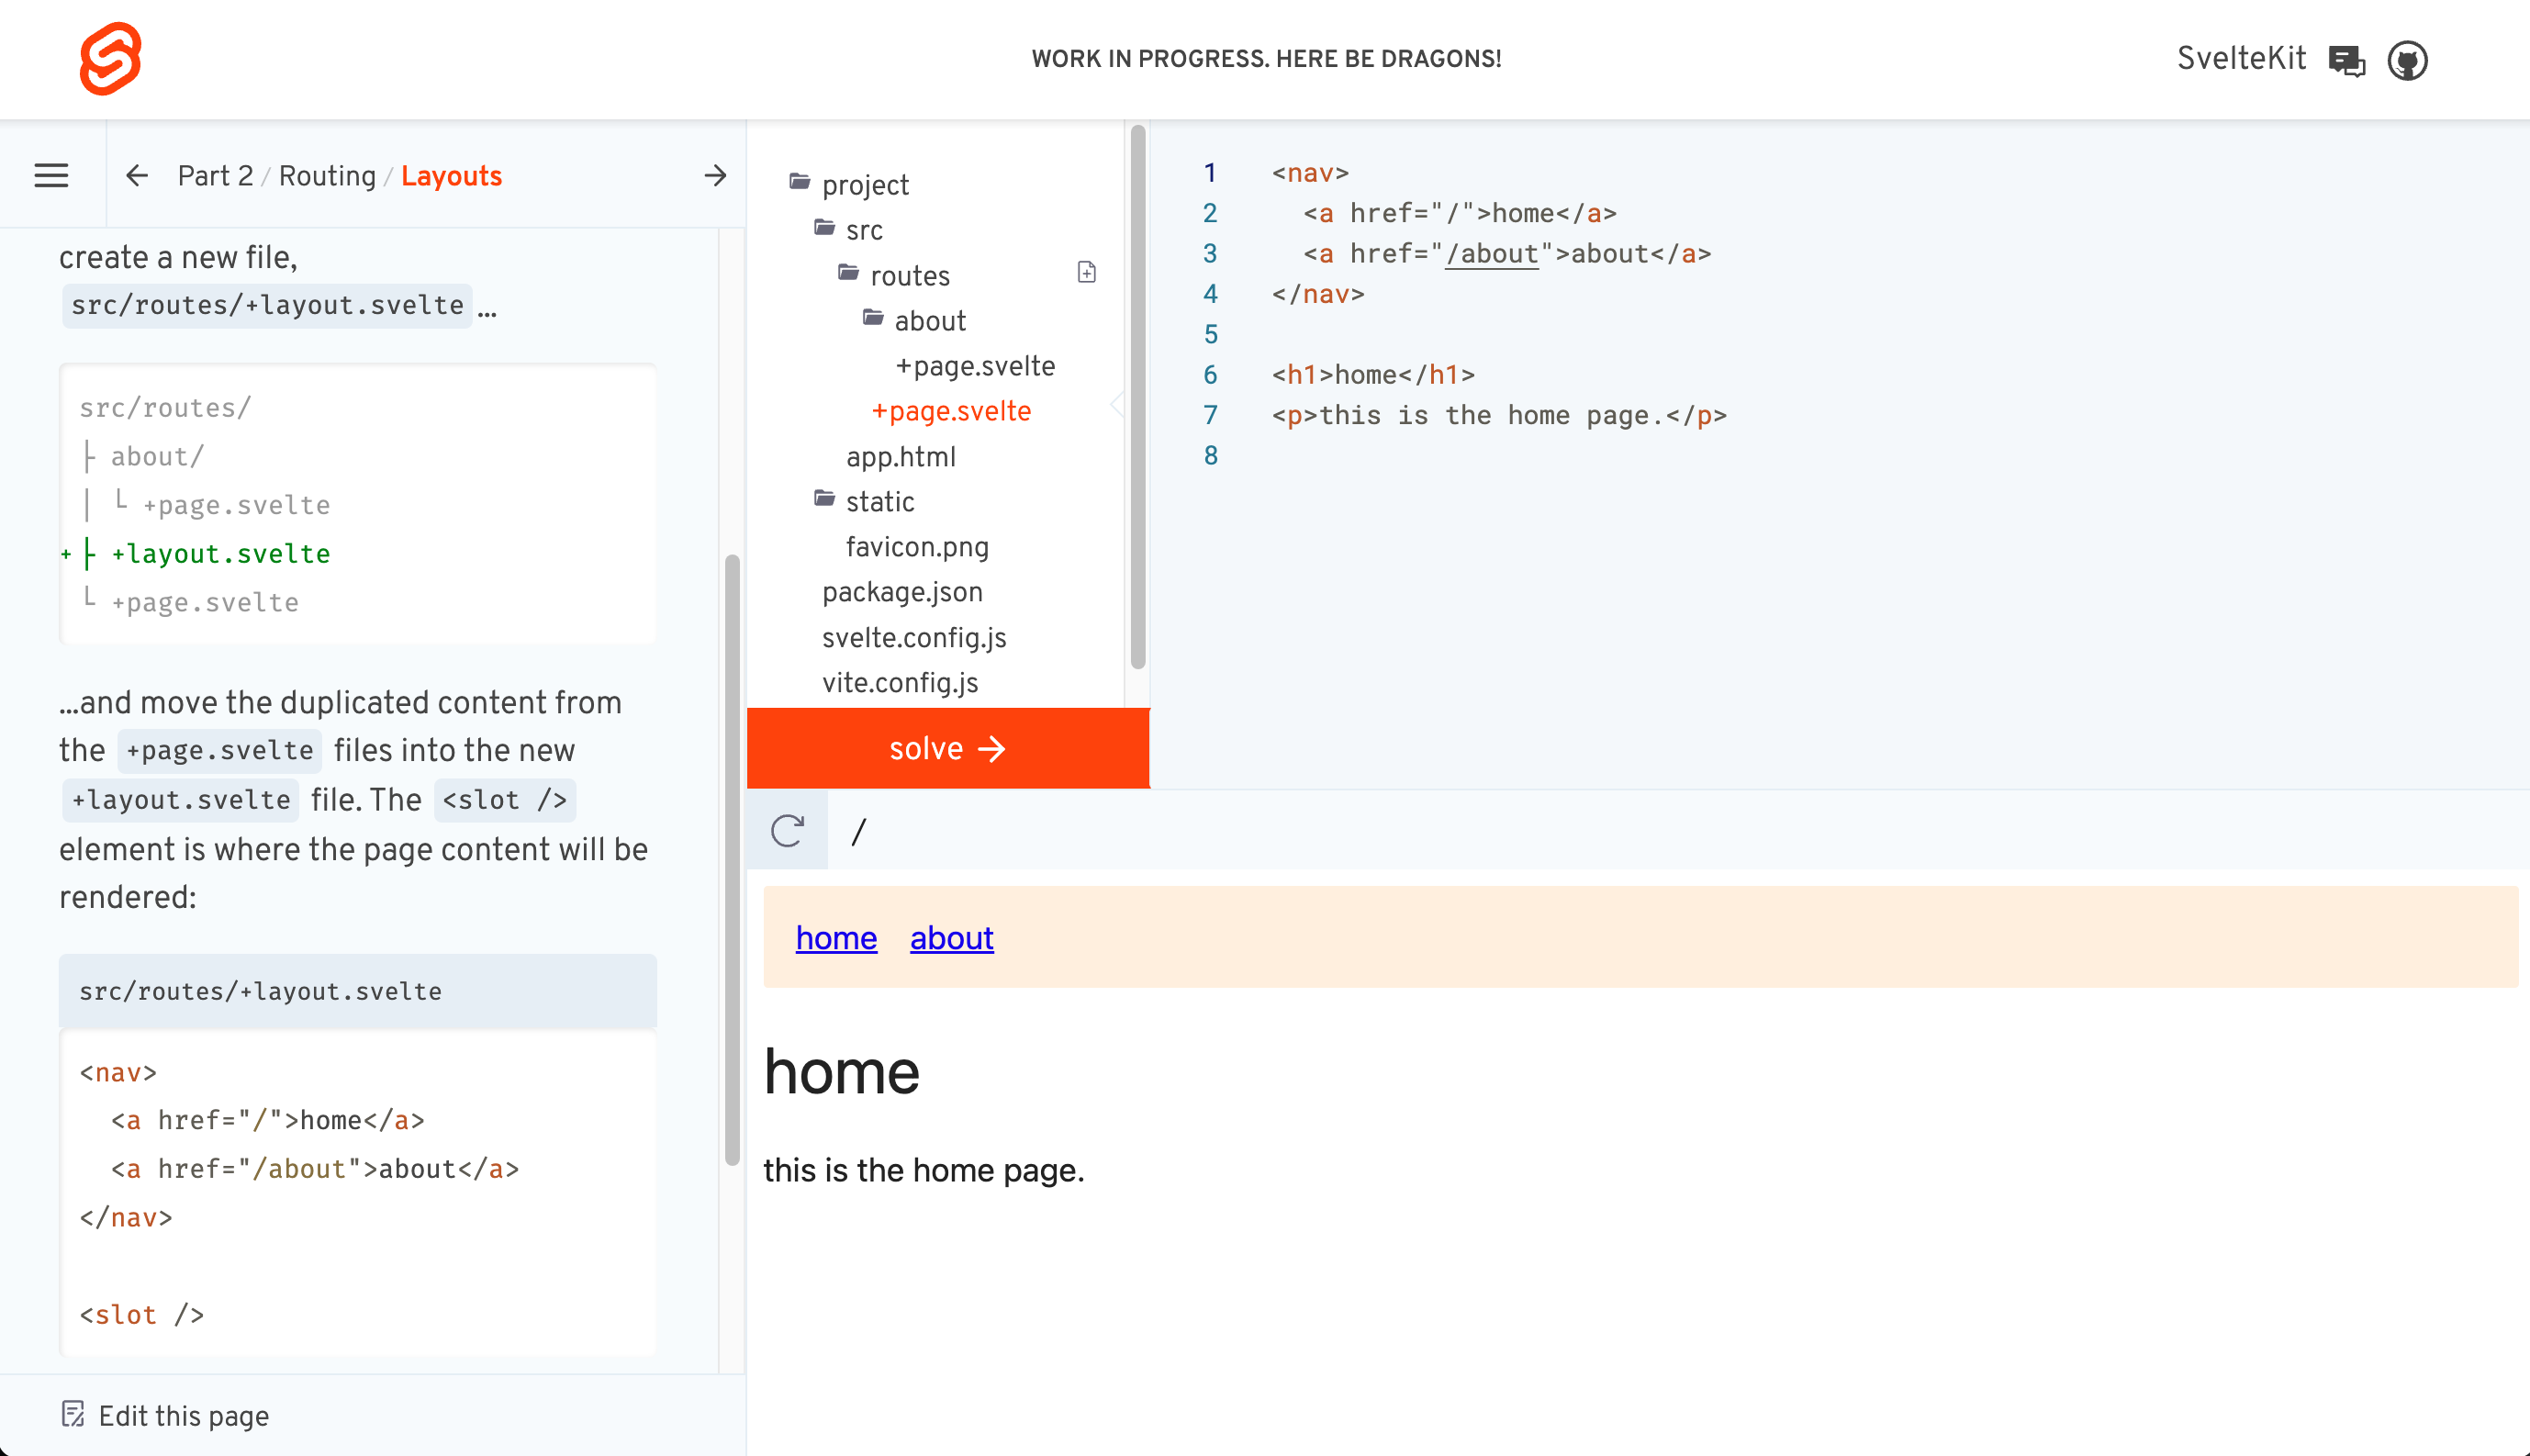 WORK IN PROGRESS. HERE BE DRAGONS!
SvelteKit
Part 2 / Routing / Layouts
create a new file,
src/routes/+layout.svelte ...
src/routes/
├ about/
│ └ +page.svelte
+ ├ +layout.svelte
└ +page.svelte
...and move the duplicated content from
the +page.svelte files into the new
+layout.svelte file. The <slot />
element is where the page content will be
rendered:
src/routes/+layout.svelte
<nav>
  <a href="/">home</a>
  <a href="/about">about</a>
</nav>
<slot />
Edit this page
project
src
routes
about
+page.svelte
+page.svelte
app.html
static
favicon.png
package.json
svelte.config.js
vite.config.js
solve →
1 <nav>
2   <a href="/">home</a>
3   <a href="/about">about</a>
4 </nav>
5
6 <h1>home</h1>
7 <p>this is the home page.</p>
8
/
home about
home
this is the home page.